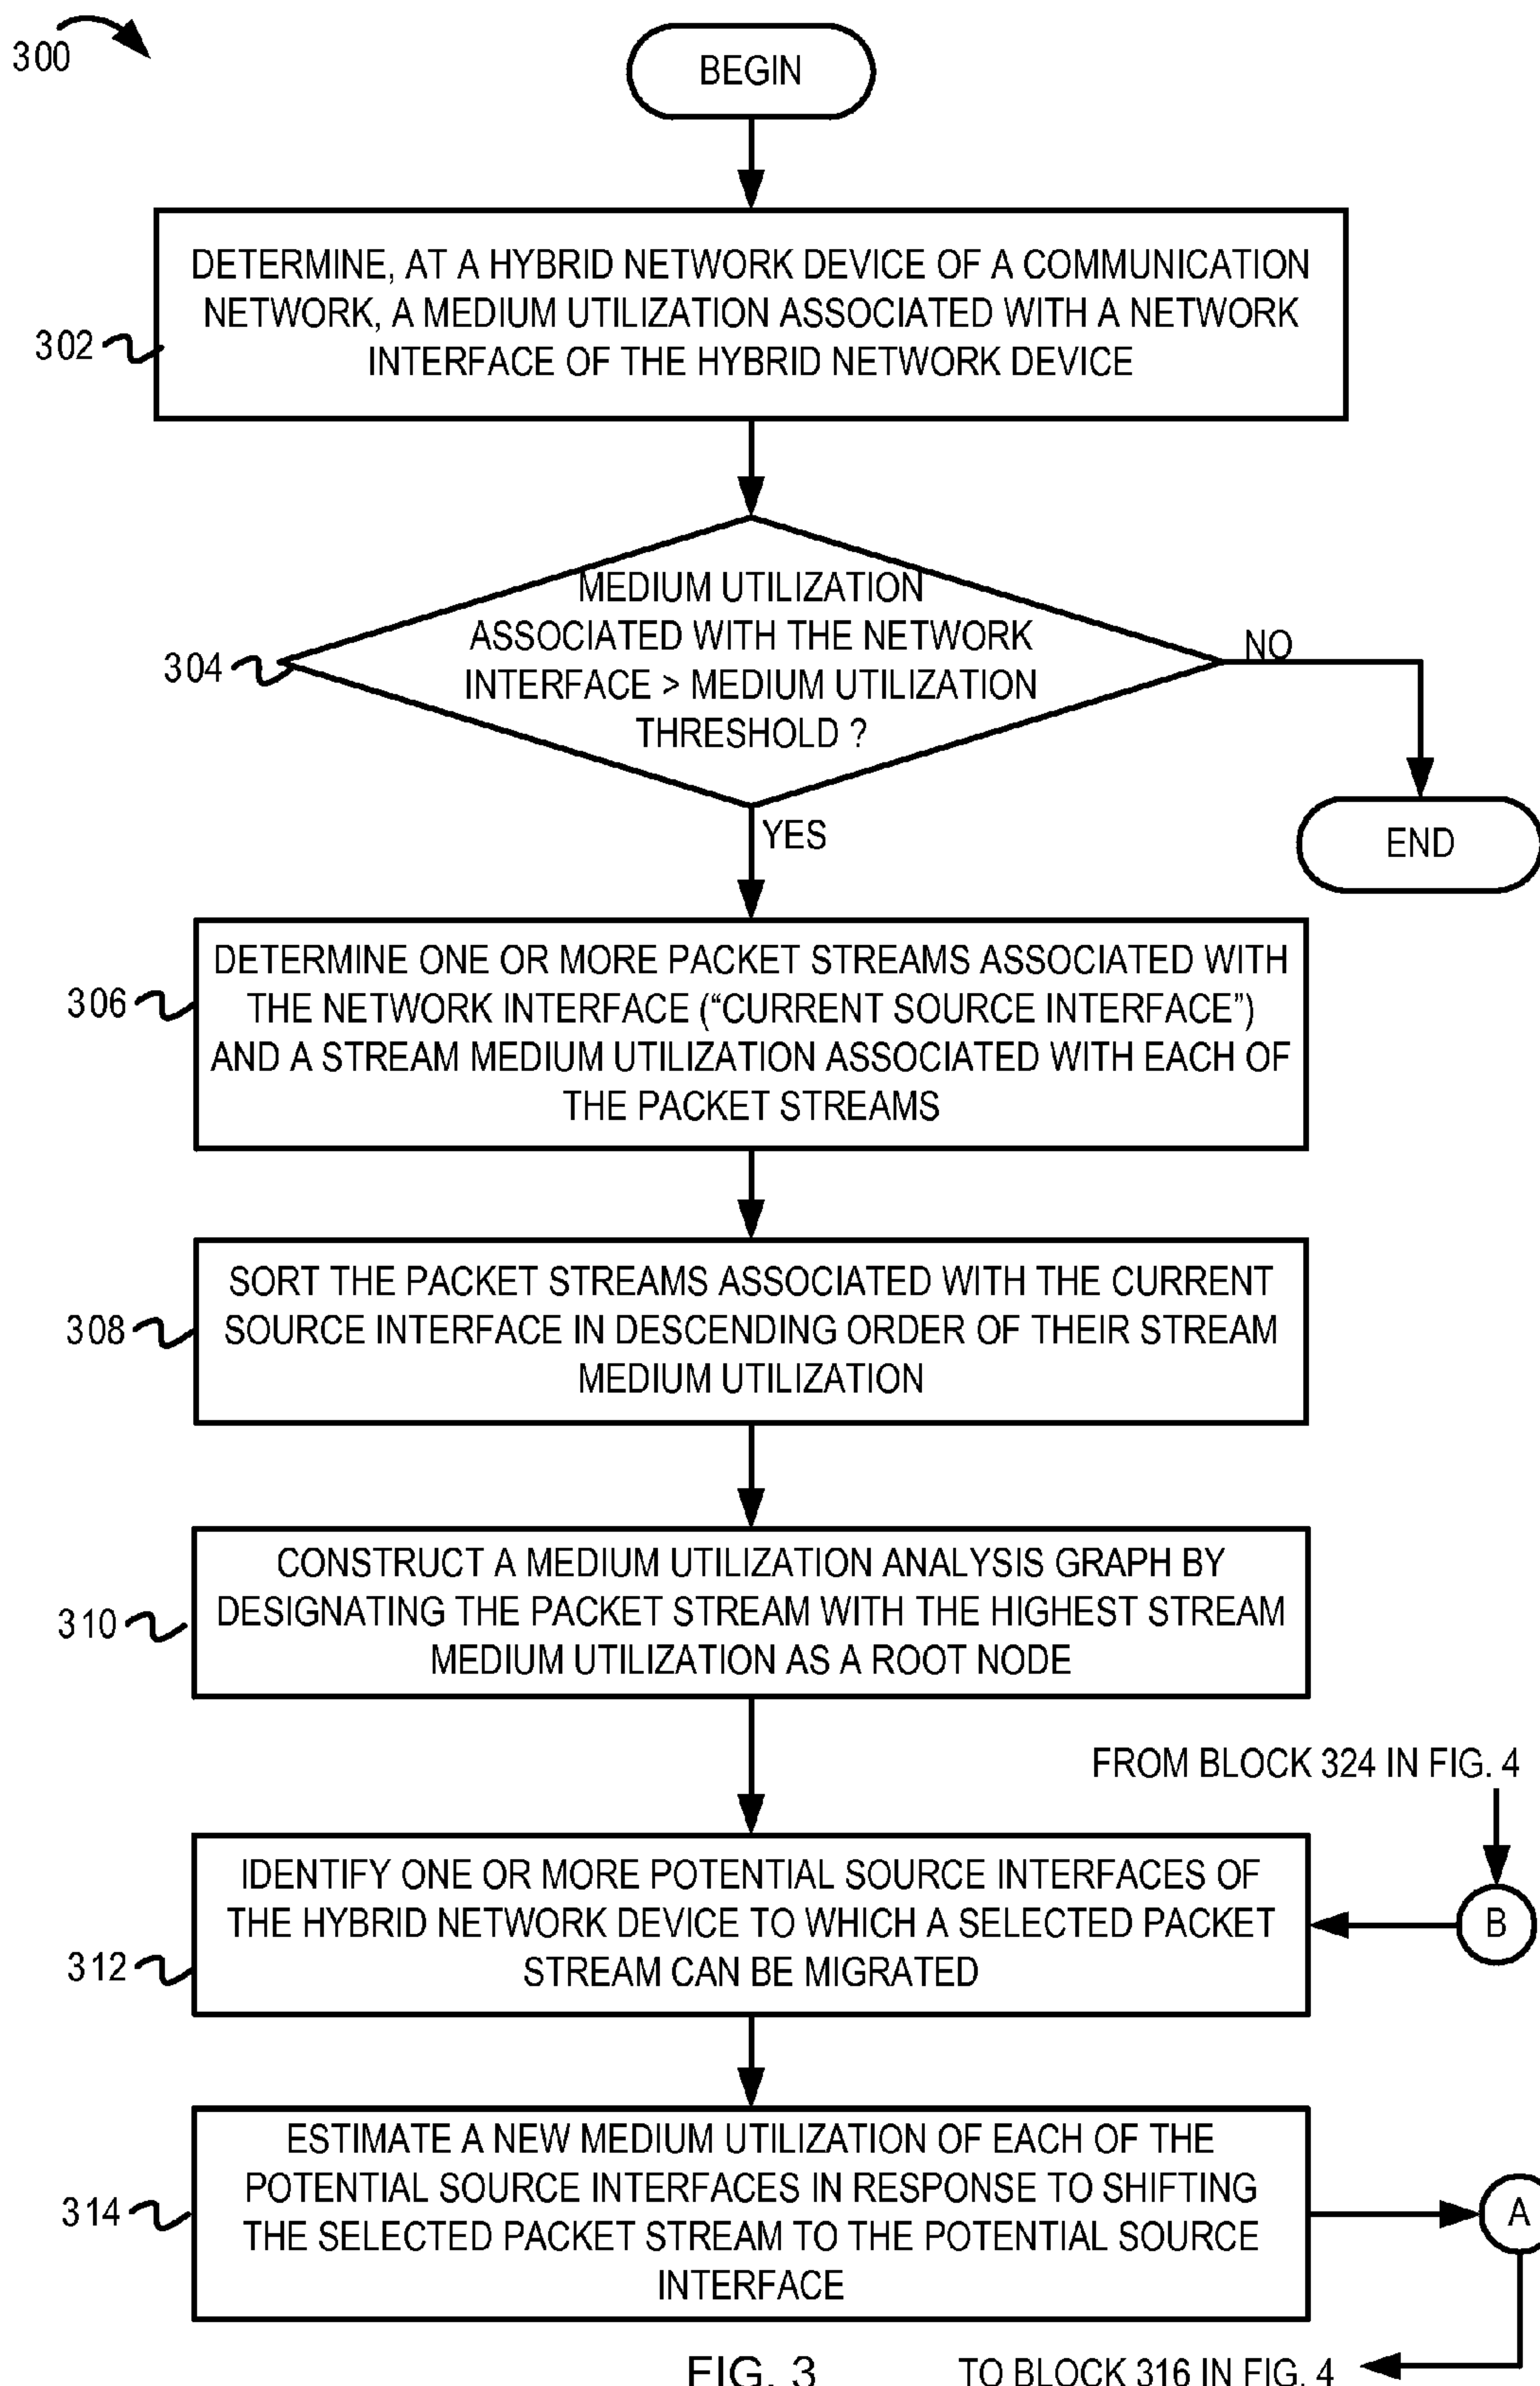 300
BEGIN
DETERMINE, AT A HYBRID NETWORK DEVICE OF A COMMUNICATION
NETWORK, A MEDIUM UTILIZATION ASSOCIATED WITH A NETWORK
INTERFACE OF THE HYBRID NETWORK DEVICE
302
MEDIUM UTILIZATION
ASSOCIATED WITH THE NETWORK
INTERFACE > MEDIUM UTILIZATION
THRESHOLD ?
304
NO
YES
END
DETERMINE ONE OR MORE PACKET STREAMS ASSOCIATED WITH
THE NETWORK INTERFACE (“CURRENT SOURCE INTERFACE”)
AND A STREAM MEDIUM UTILIZATION ASSOCIATED WITH EACH OF
THE PACKET STREAMS
306
SORT THE PACKET STREAMS ASSOCIATED WITH THE CURRENT
SOURCE INTERFACE IN DESCENDING ORDER OF THEIR STREAM
MEDIUM UTILIZATION
308
CONSTRUCT A MEDIUM UTILIZATION ANALYSIS GRAPH BY
DESIGNATING THE PACKET STREAM WITH THE HIGHEST STREAM
MEDIUM UTILIZATION AS A ROOT NODE
310
FROM BLOCK 324 IN FIG. 4
IDENTIFY ONE OR MORE POTENTIAL SOURCE INTERFACES OF
THE HYBRID NETWORK DEVICE TO WHICH A SELECTED PACKET
STREAM CAN BE MIGRATED
312
B
ESTIMATE A NEW MEDIUM UTILIZATION OF EACH OF THE
POTENTIAL SOURCE INTERFACES IN RESPONSE TO SHIFTING
THE SELECTED PACKET STREAM TO THE POTENTIAL SOURCE
INTERFACE
314
A
FIG. 3
TO BLOCK 316 IN FIG. 4